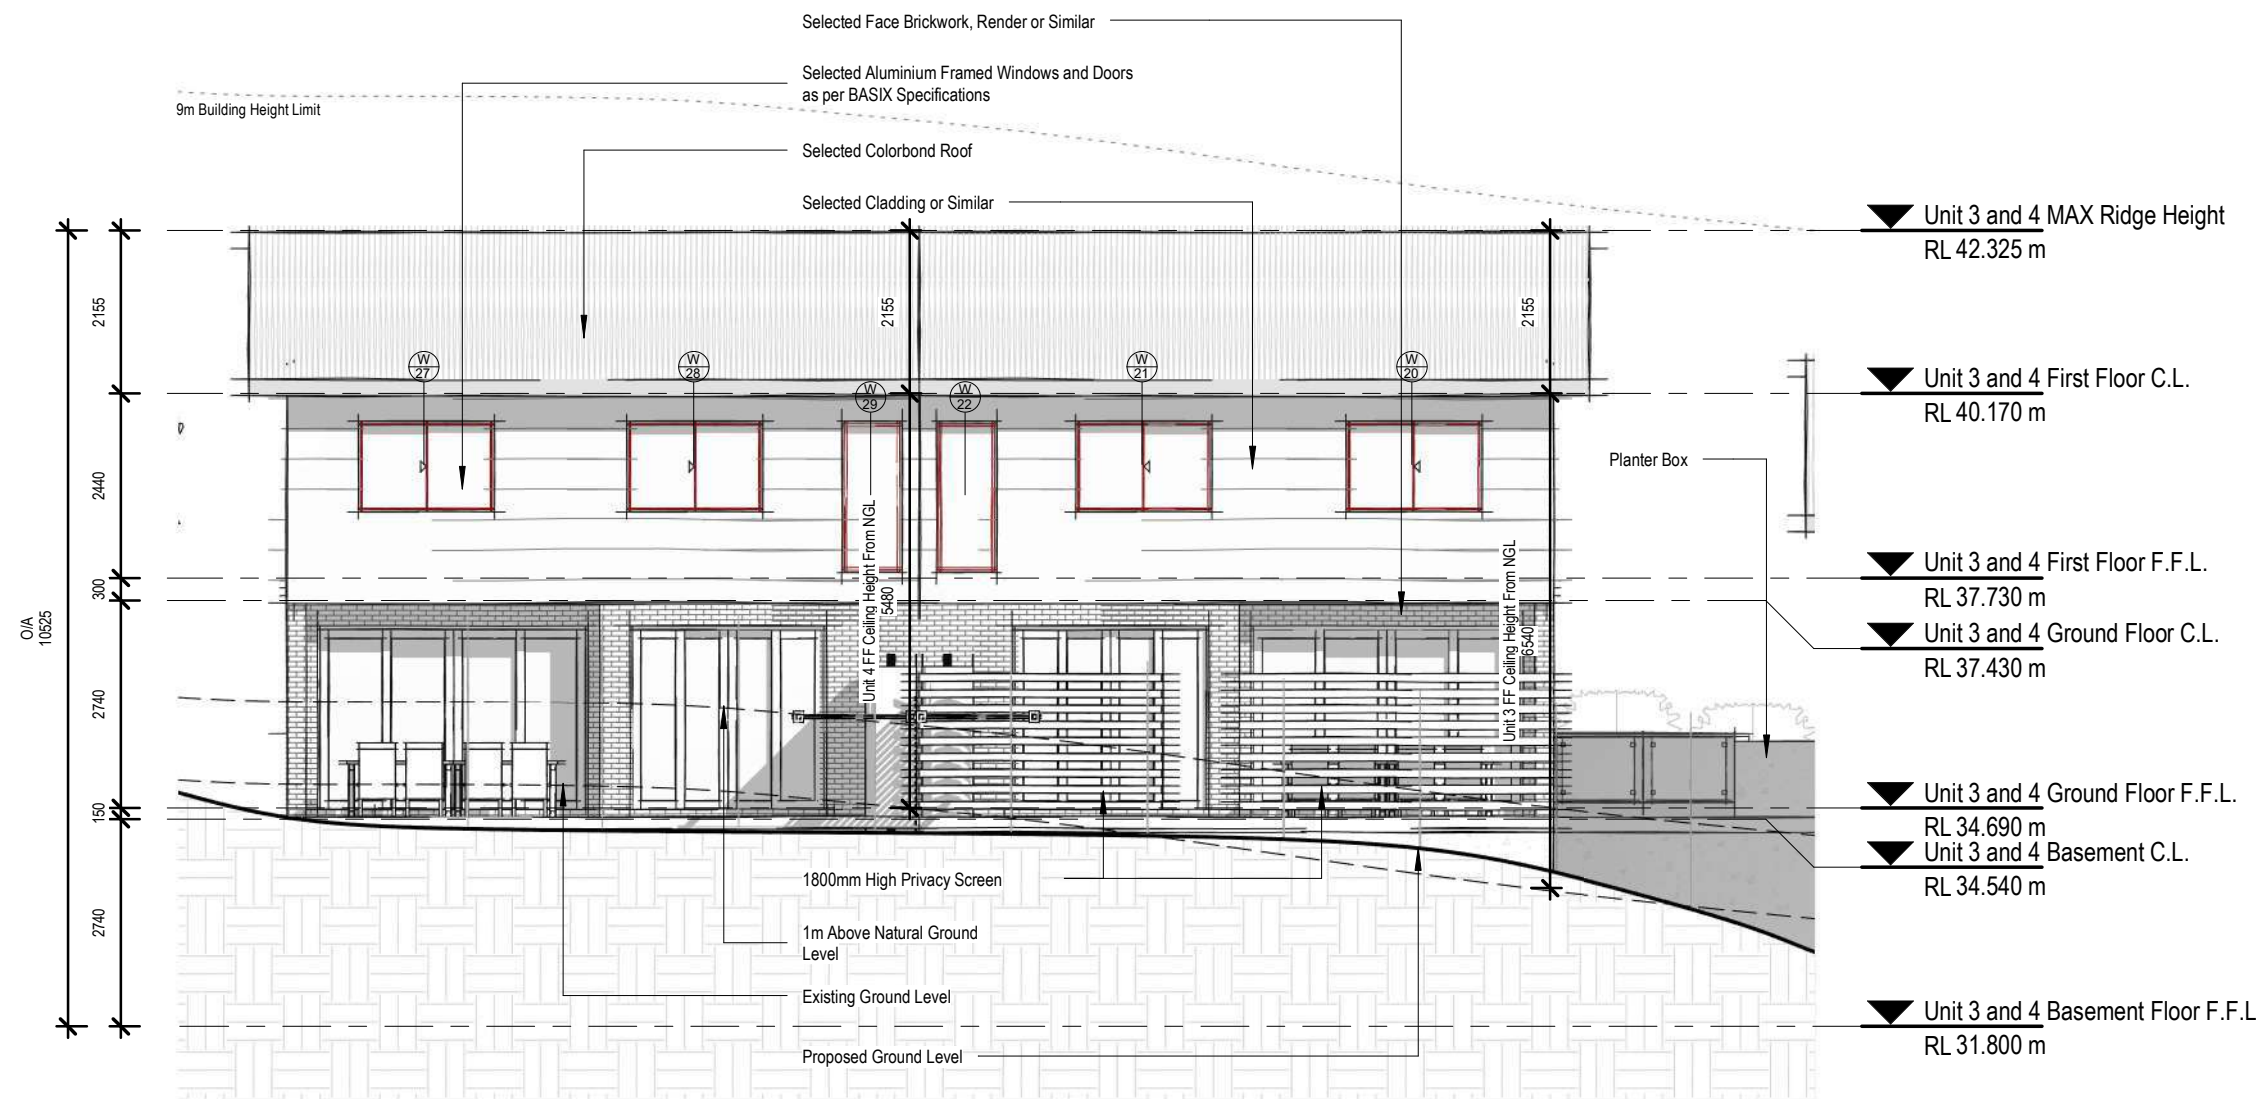 Selected Face Brickwork, Render or Similar
Selected Aluminium Framed Windows and Doors
as per BASIX Specifications
9m Building Height Limit
Selected Colorbond Roof
Selected Cladding or Similar
Unit 3 and 4 MAX Ridge Height
RL 42.325 m
2155
2155
2155
W
27
W
28
W
29
W
22
W
21
W
20
Unit 3 and 4 First Floor C.L.
RL 40.170 m
Planter Box
2440
Unit 4 FF Ceiling Height From NGL
5480
Unit 3 FF Ceiling Height From NGL
6540
Unit 3 and 4 First Floor F.F.L.
RL 37.730 m
300
O/A
10525
Unit 3 and 4 Ground Floor C.L.
RL 37.430 m
2740
Unit 3 and 4 Ground Floor F.F.L.
RL 34.690 m
150
Unit 3 and 4 Basement C.L.
RL 34.540 m
1800mm High Privacy Screen
2740
1m Above Natural Ground
Level
Existing Ground Level
Unit 3 and 4 Basement Floor F.F.L
RL 31.800 m
Proposed Ground Level